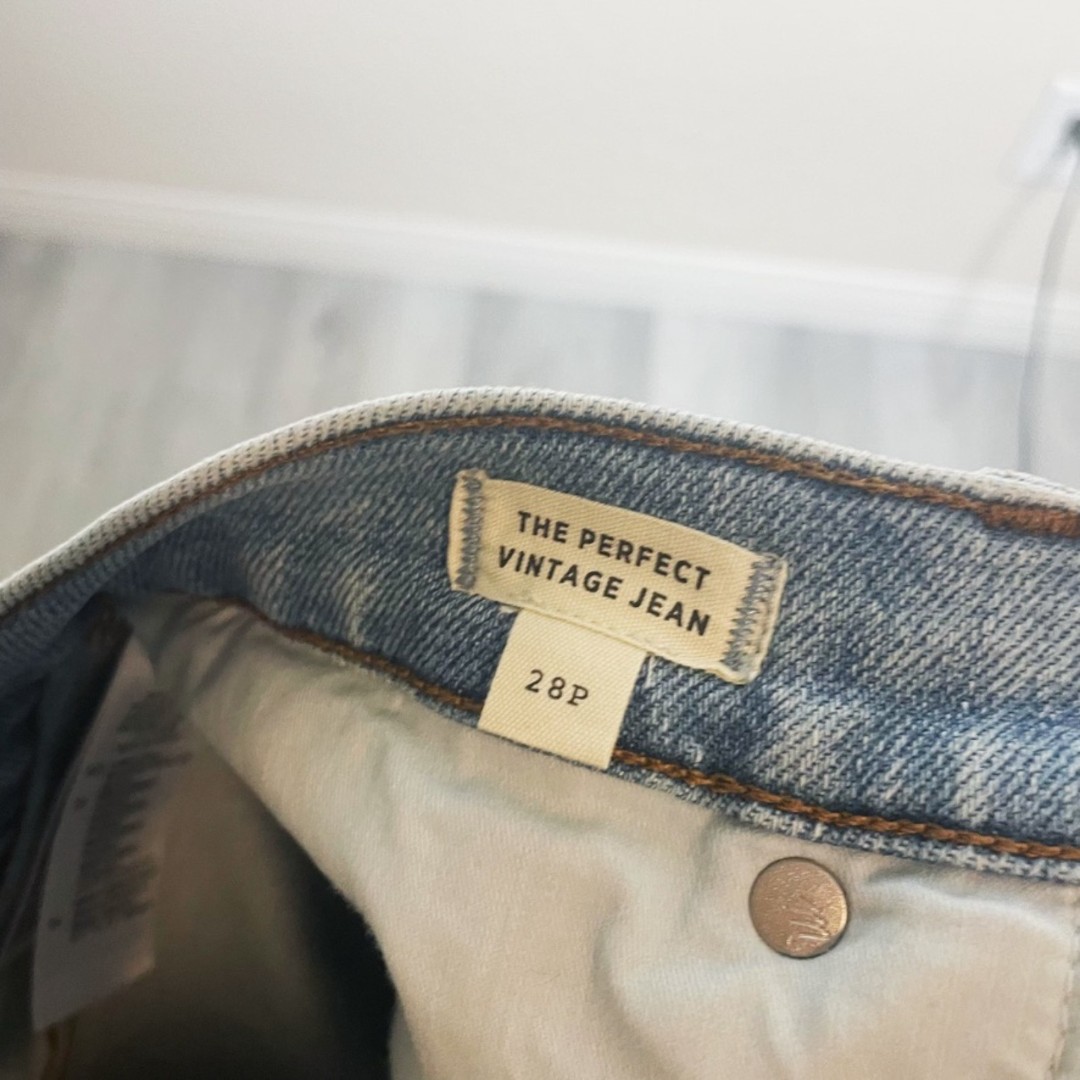 THE PERFECT
VINTAGE JEAN
28P